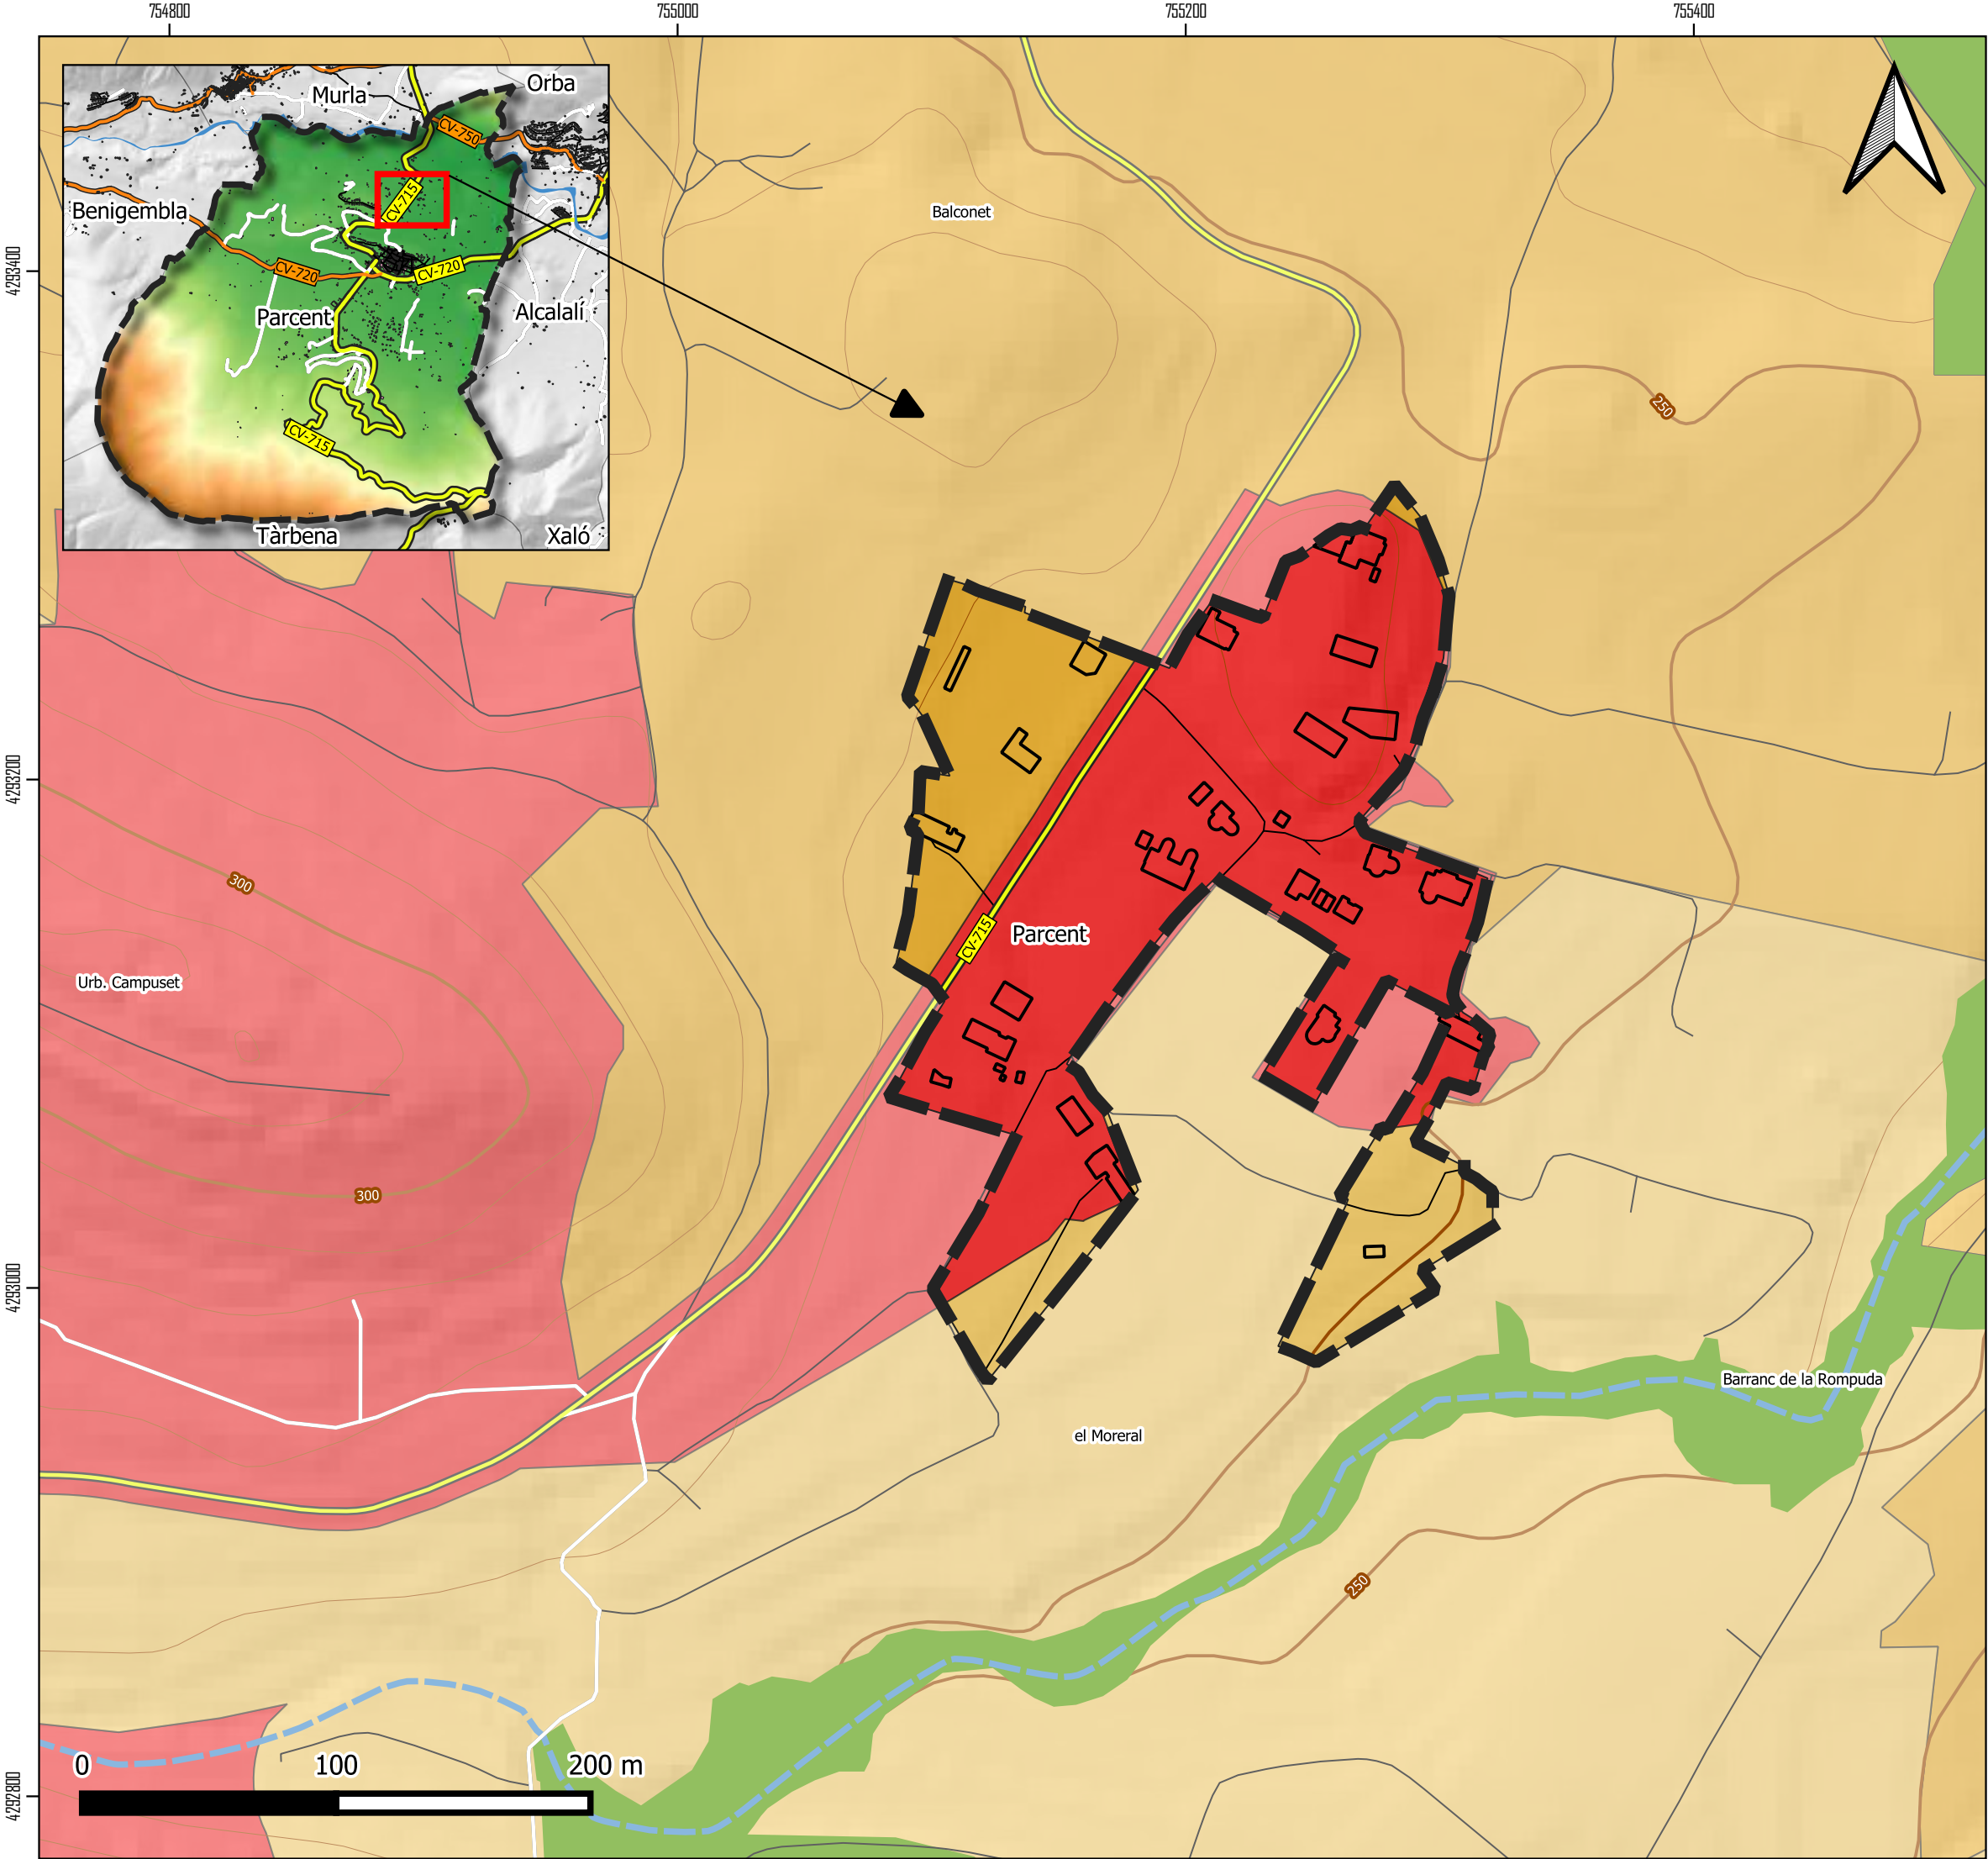 754800
755000
755200
755400
4293400
4293200
4293000
4292800
Orba
Murla
CV-750
Benigembla
CV-715
CV-720
CV-720
Parcent
Alcalalí
CV-715
Tàrbena
Xaló
Balconet
250
300
CV-715
Parcent
Urb. Campuset
300
Barranc de la Rompuda
el Moreral
250
0 100 200 m